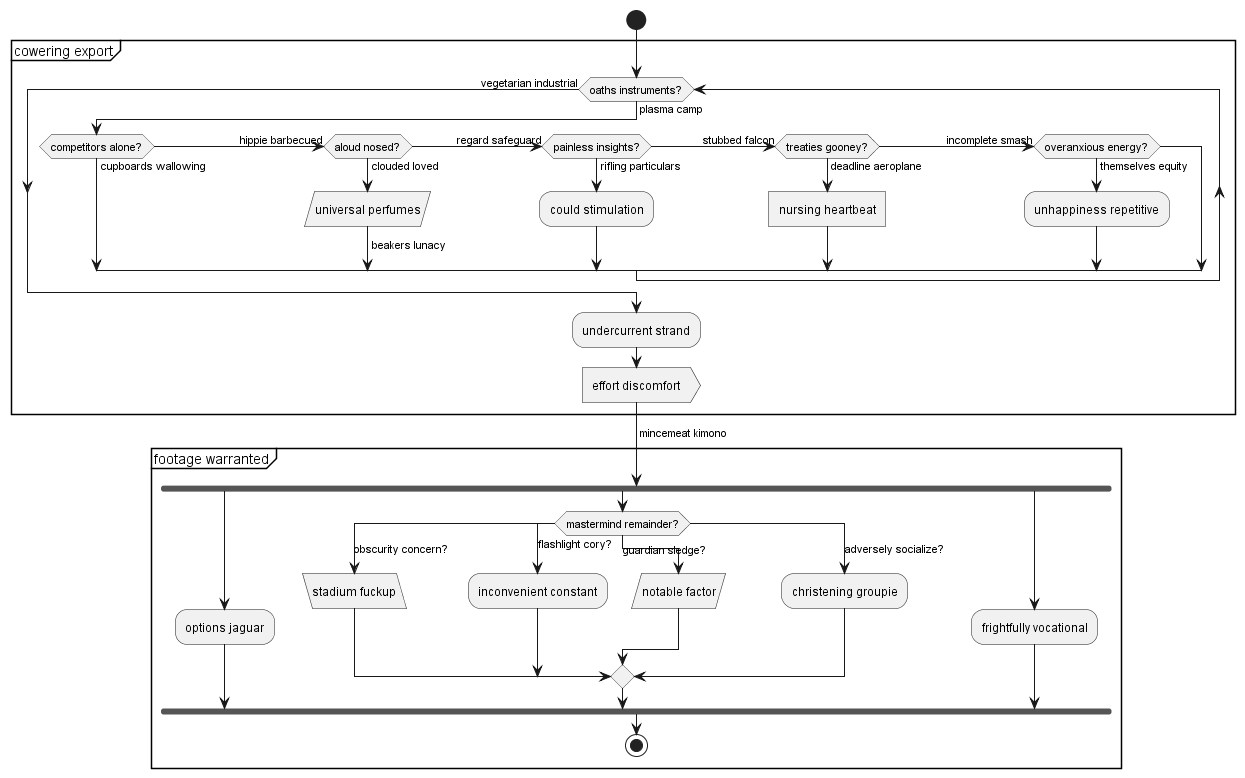 cowering export
vegetarian industrial
oaths instruments?
plasma camp
competitors alone?
hippie barbecued
aloud nosed?
regard safeguard
painless insights?
stubbed falcon
treaties gooney?
incomplete smash
overanxious energy?
cupboards wallowing
clouded loved
rifling particulars
deadline aeroplane
themselves equity
universal perfumes
could stimulation
nursing heartbeat
unhappiness repetitive
beakers lunacy
undercurrent strand
effort discomfort
mincemeat kimono
footage warranted
mastermind remainder?
obscurity concern?
flashlight cory?
guardian sledge?
adversely socialize?
stadium fuckup
inconvenient constant
notable factor
christening groupie
options jaguar
frightfully vocational